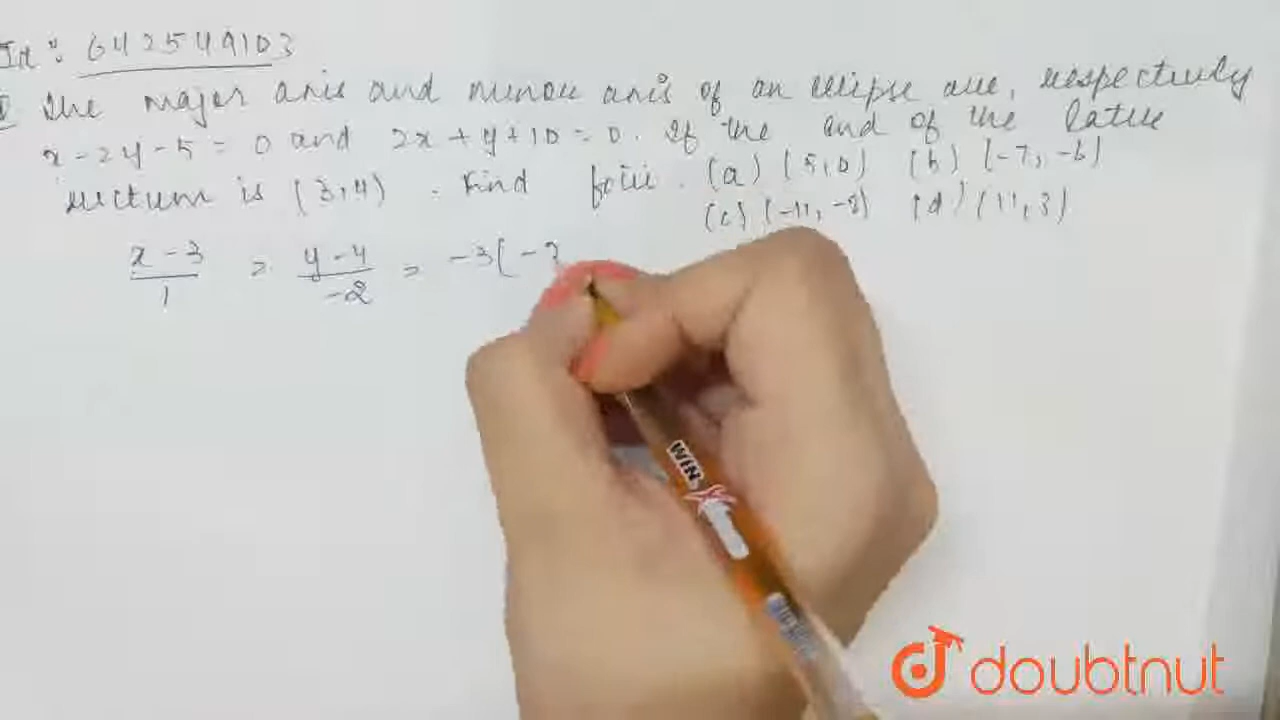 642549103
The major axis and minor axis of an ellipse are, respectively
x-2y-5=0 and 2x+y+10=0. If the end of the latus
rectum is (3,4). Find foci. (a) (5,0) (b) (-7,-6)
(c) (-11,-8) (d) (11,3)
x-3/1 = y-4/-2 = -3(-
WIN
doubtnut